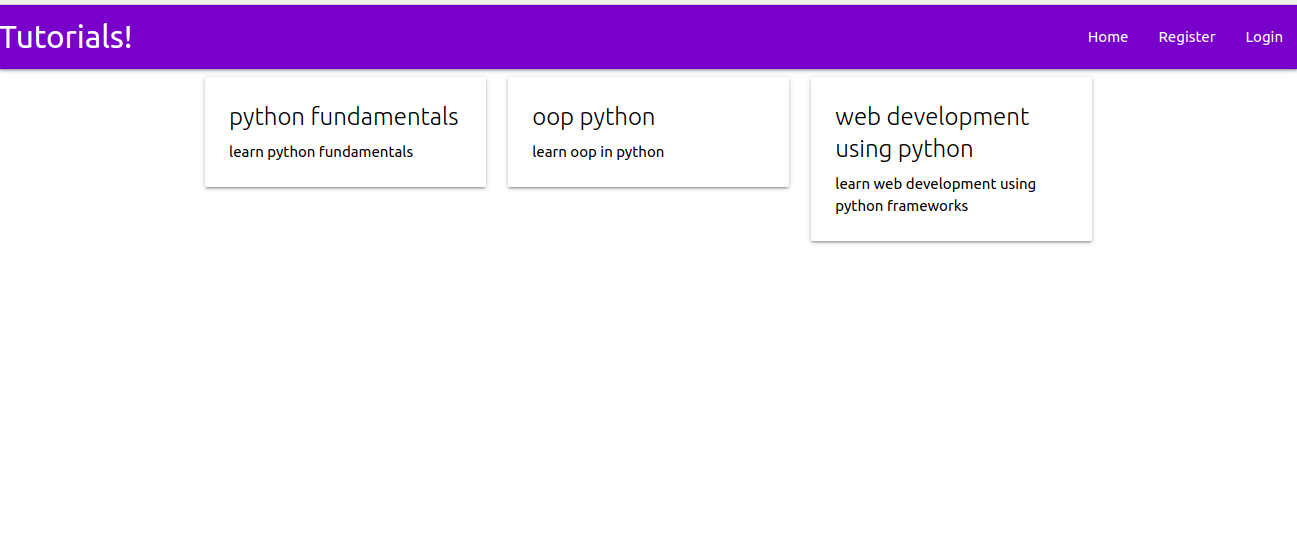 Tutorials!
Home Register Login
python fundamentals
learn python fundamentals
oop python
learn oop in python
web development
using python
learn web development using
python frameworks